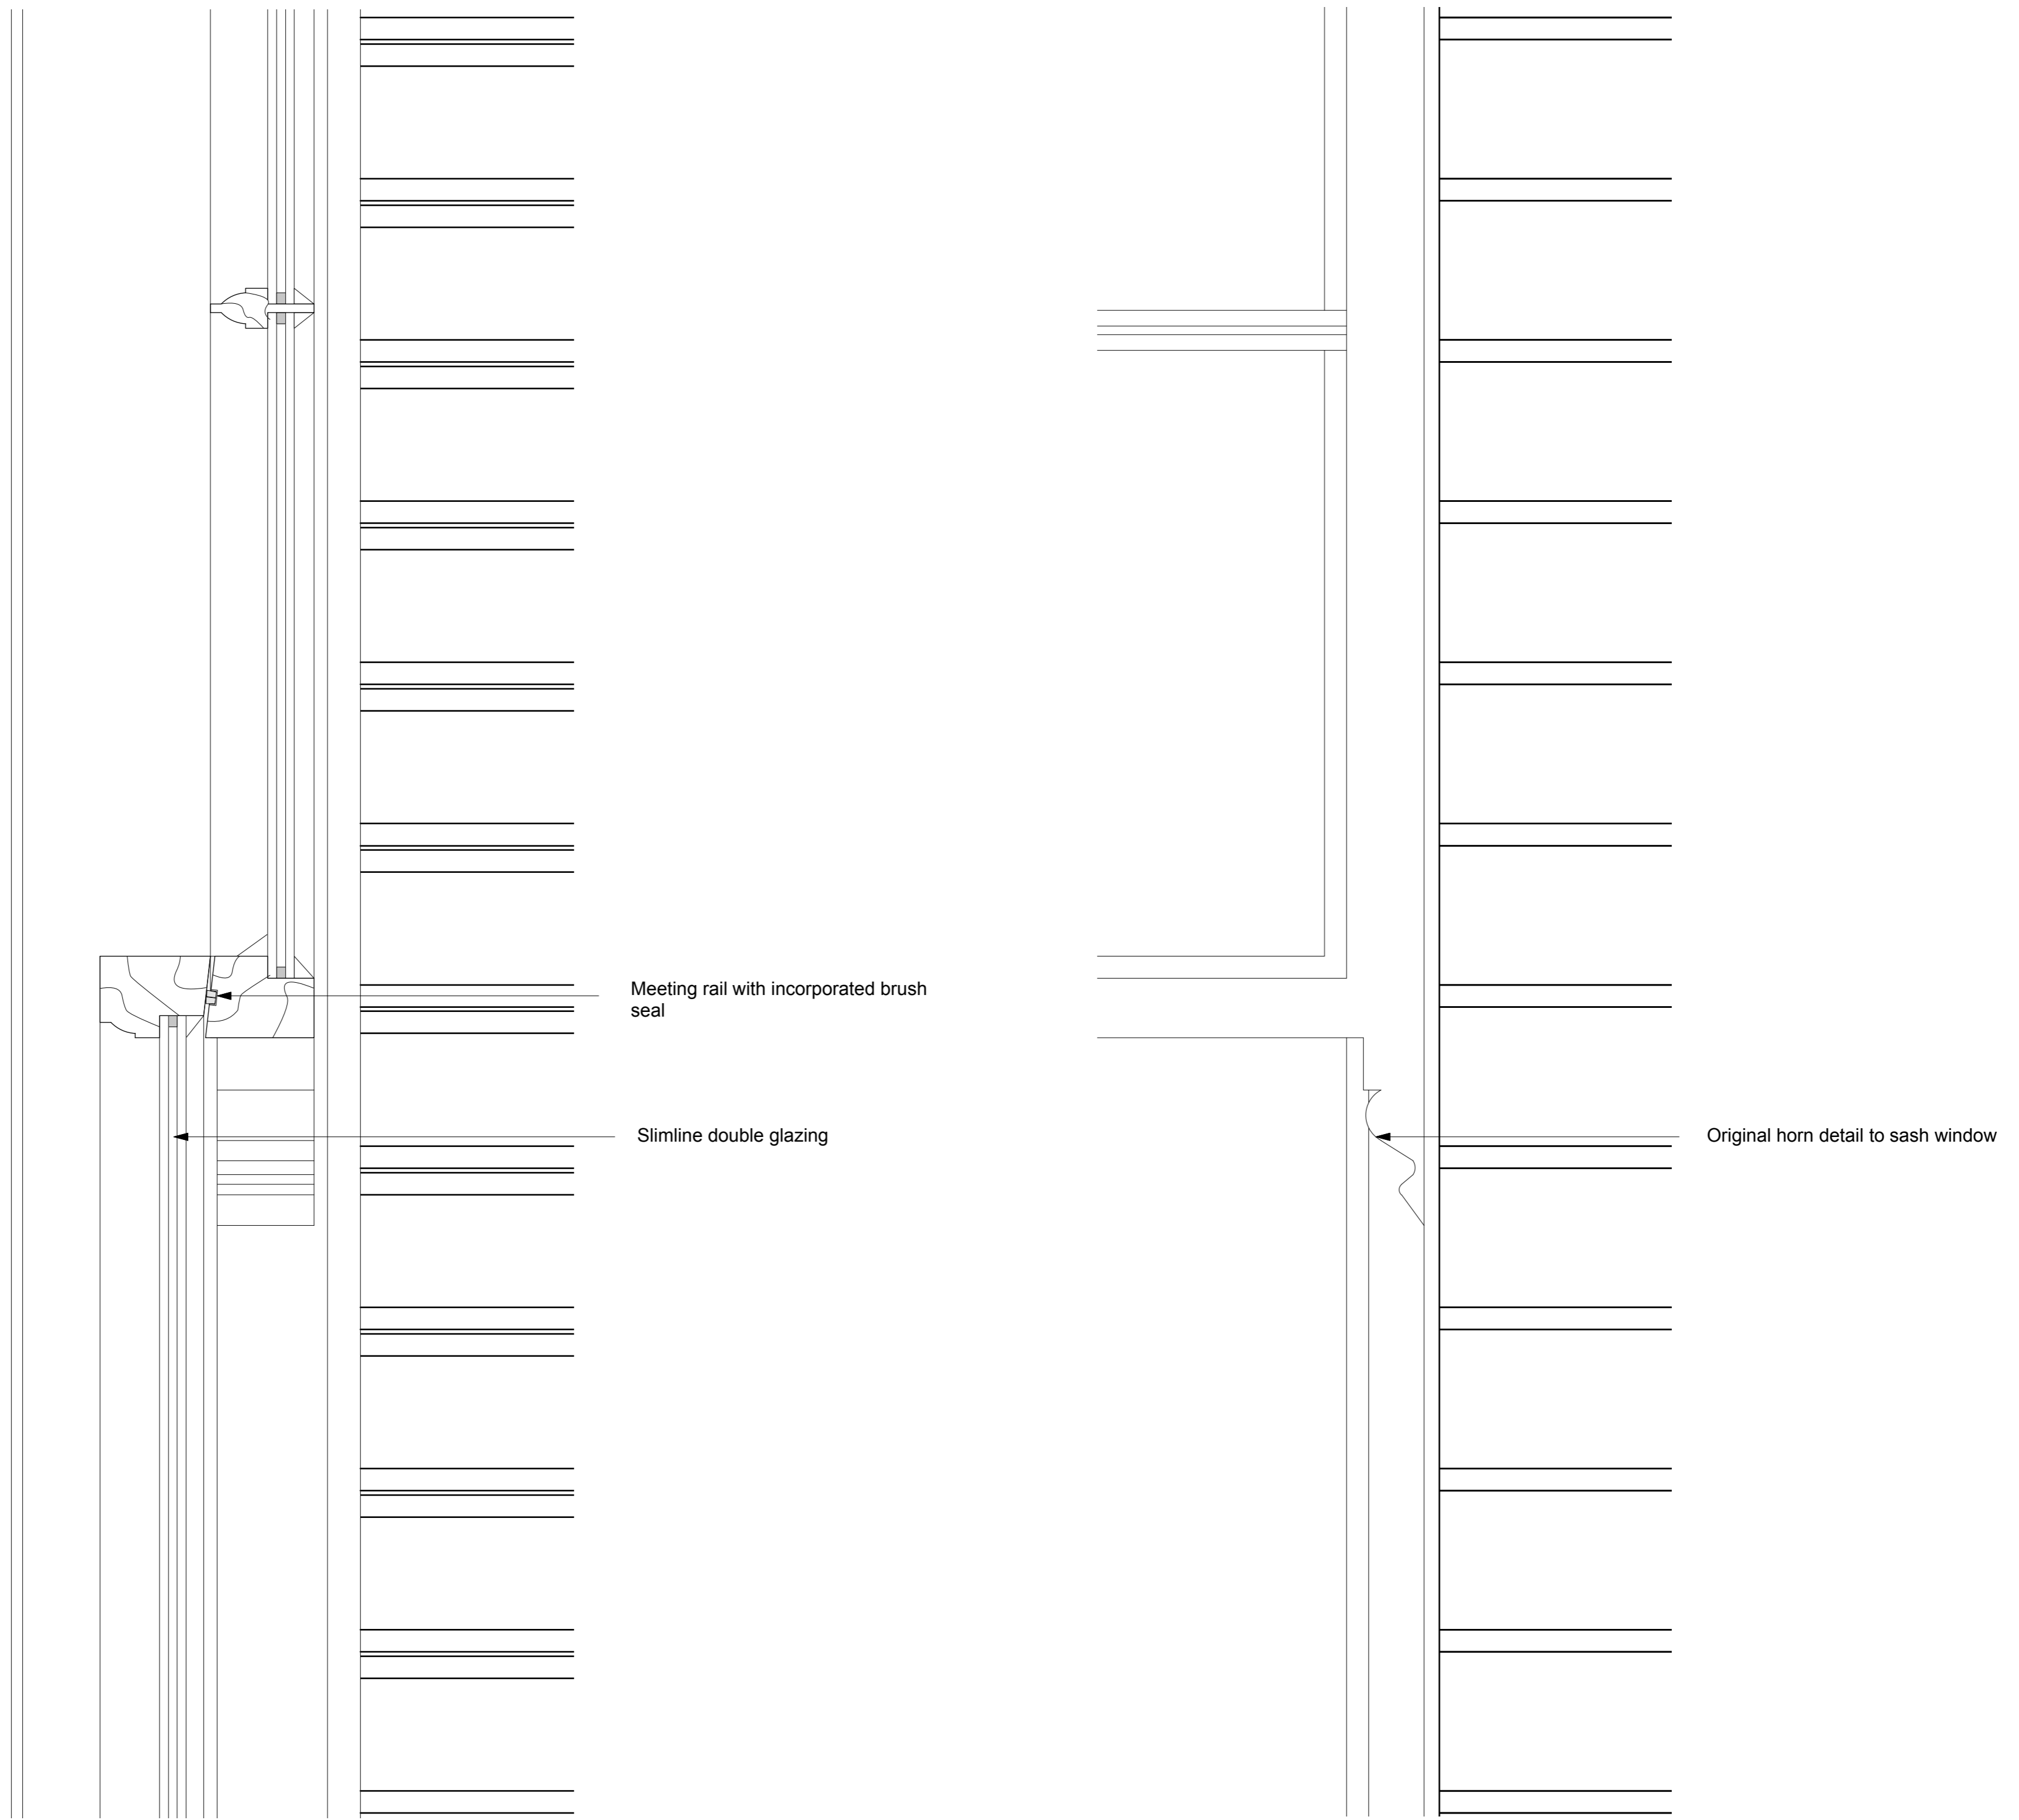 Meeting rail with incorporated brush
seal
Slimline double glazing
Original horn detail to sash window